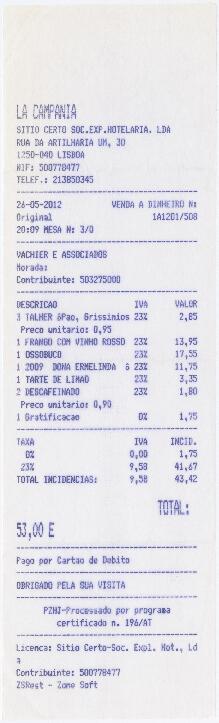 LA CAMPANIA
SITIO CERTO SOC.EXP.HOTELARIA. LDA
RUA DA ARTILHARIA UM, 30
1250-040 LISBOA
NIF: 500778477
TELEF.: 213850345
26-05-2012 VENDA A DINHEIRO N:
Original 1A1201/508
20:09 MESA N: 3/0
VACHIER E ASSOCIADOS
Morada:
Contribuinte: 503275000
DESCRICAO IVA VALOR
3 TALHER &Pao, Grissinios 23% 2,85
Preco unitario: 0,95
1 FRANGO COM VINHO ROSSO 23% 13,95
1 OSSOBUCO 23% 17,55
1 2009 DONA ERMELINDA 6 23% 11,75
1 TARTE DE LIMAO 23% 3,35
2 DESCAFEINADO 23% 1,80
Preco unitario: 0,90
1 Gratificacao 0% 1,75
TAXA IVA INCID.
0% 0,00 1,75
23% 9,58 41,67
TOTAL INCIDENCIAS: 9,58 43,42
TOTAL:
53,00 E
Pago por Cartao de Debito
OBRIGADO PELA SUA VISITA
PZHJ-Processado por programa
certificado n. 196/AT
Licenca: Sitio Certo-Soc. Expl. Hot., Ld
a
Contribuinte: 500778477
ZSRest - Zone Soft